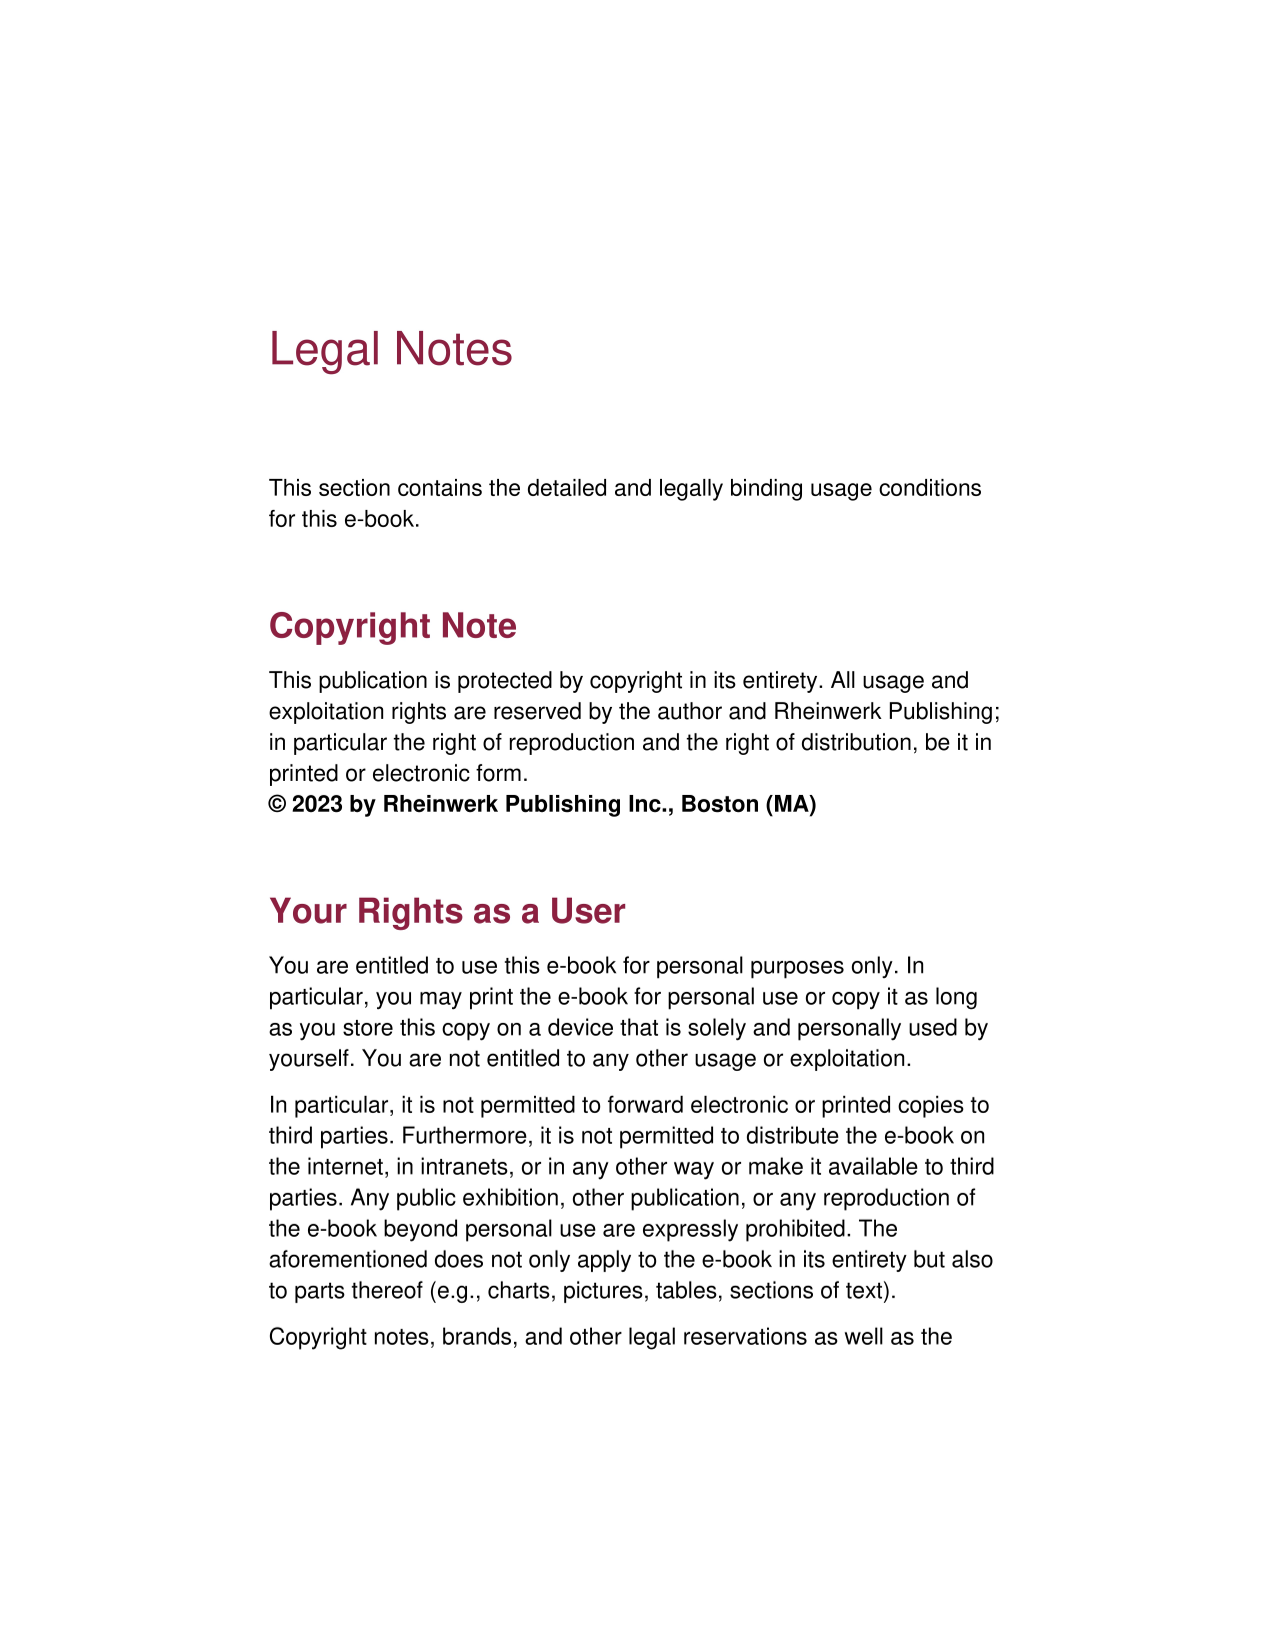 Legal Notes
This section contains the detailed and legally binding usage conditions
for this e-book.
Copyright Note
This publication is protected by copyright in its entirety. All usage and
exploitation rights are reserved by the author and Rheinwerk Publishing;
in particular the right of reproduction and the right of distribution, be it in
printed or electronic form.
© 2023 by Rheinwerk Publishing Inc., Boston (MA)
Your Rights as a User
You are entitled to use this e-book for personal purposes only. In
particular, you may print the e-book for personal use or copy it as long
as you store this copy on a device that is solely and personally used by
yourself. You are not entitled to any other usage or exploitation.
In particular, it is not permitted to forward electronic or printed copies to
third parties. Furthermore, it is not permitted to distribute the e-book on
the internet, in intranets, or in any other way or make it available to third
parties. Any public exhibition, other publication, or any reproduction of
the e-book beyond personal use are expressly prohibited. The
aforementioned does not only apply to the e-book in its entirety but also
to parts thereof (e.g., charts, pictures, tables, sections of text).
Copyright notes, brands, and other legal reservations as well as the